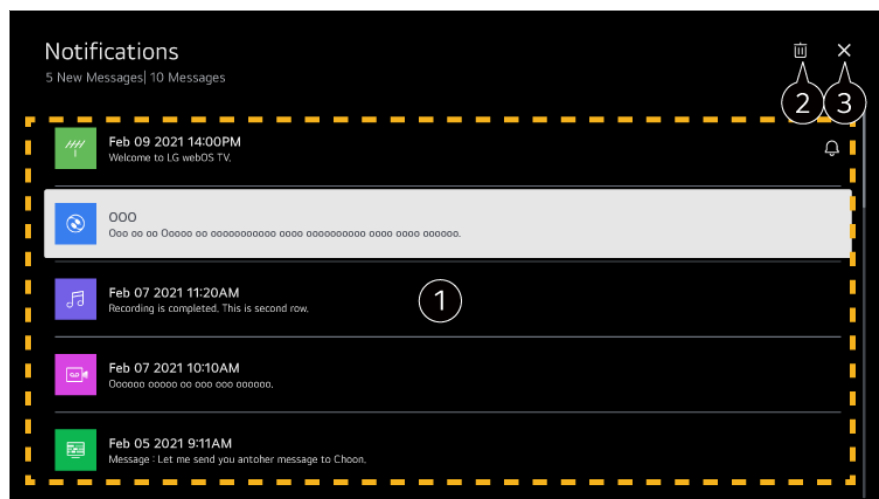 Notifications
5 New Messages| 10 Messages
2 3
Feb 09 2021 14:00PM
Welcome to LG webOS TV.
OOO
Ooo oo oo Ooooo oo ooooooooooo oooo oooooooooo oooo oooo oooooo.
Feb 07 2021 11:20AM
Recording is completed. This is second row.
1
Feb 07 2021 10:10AM
Oooooo ooooo oo ooo ooo oooooo.
Feb 05 2021 9:11AM
Message : Let me send you antoher message to Choon.